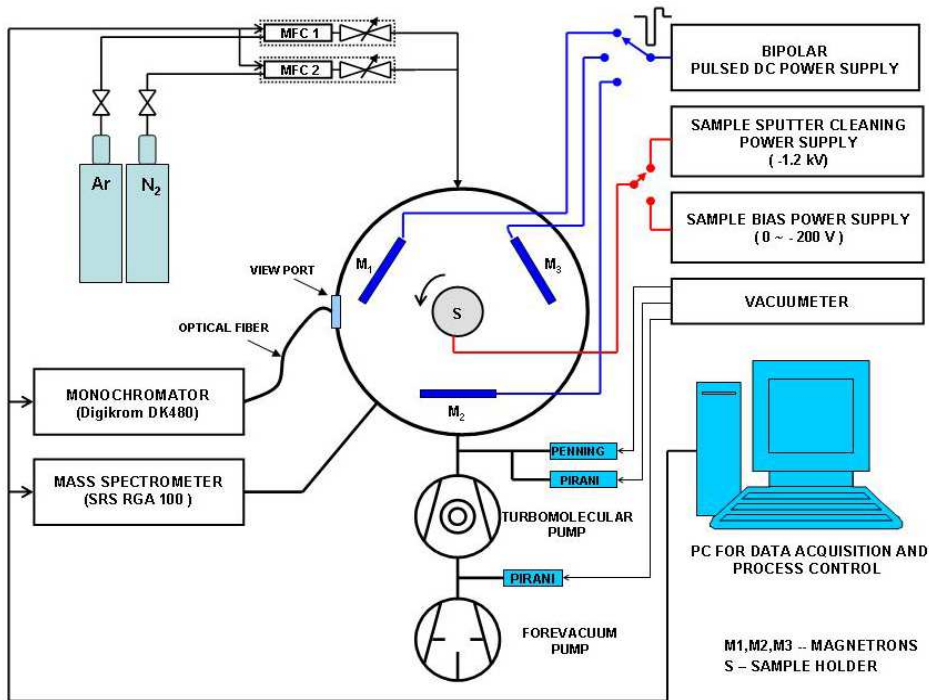 MFC 1
MFC 2
BIPOLAR
PULSED DC POWER SUPPLY
SAMPLE SPUTTER CLEANING
POWER SUPPLY
( -1.2 kV)
SAMPLE BIAS POWER SUPPLY
( 0 ~ - 200 V )
VACUUMETER
Ar
N2
VIEW PORT
OPTICAL FIBER
M1
M3
S
M2
MONOCHROMATOR
(Digikrom DK480)
MASS SPECTROMETER
(SRS RGA 100 )
PENNING
PIRANI
TURBOMOLECULAR
PUMP
PIRANI
FOREVACUUM
PUMP
PC FOR DATA ACQUISITION AND
PROCESS CONTROL
M1,M2,M3 -- MAGNETRONS
S – SAMPLE HOLDER